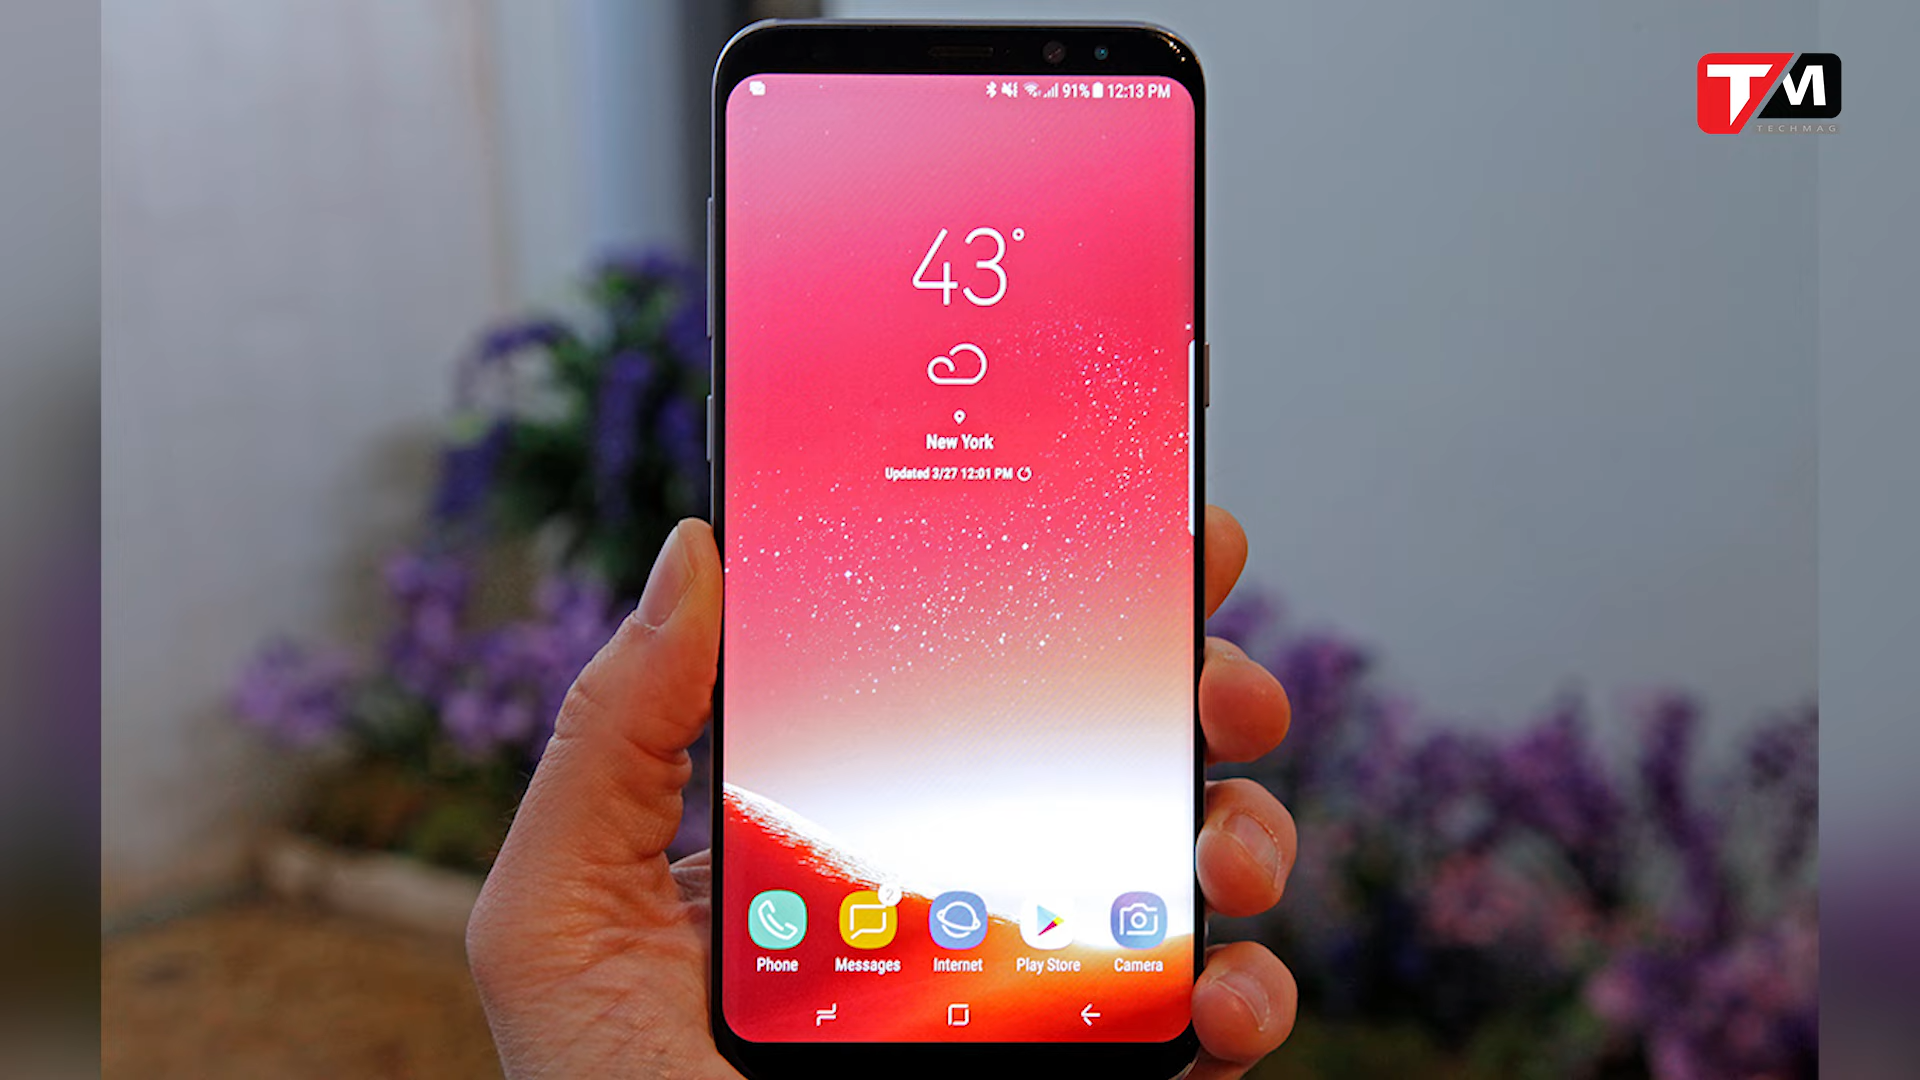 TM
TECHMAG
91% 12:13 PM
43°
New York
Updated 3/27 12:01 PM
2
Phone Messages Internet Play Store Camera